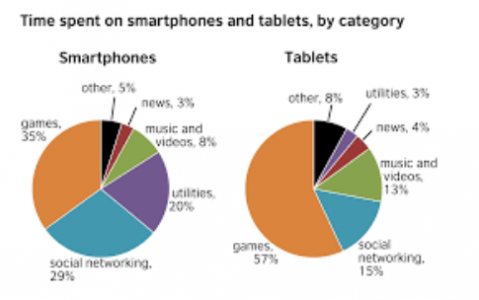 Time spent on smartphones and tablets, by category
Smartphones
other, 5%
news, 3%
music and
videos, 8%
utilities,
20%
social networking,
29%
games,
35%
Tablets
other, 8%
utilities, 3%
news, 4%
music and
videos,
13%
social
networking,
15%
games,
57%